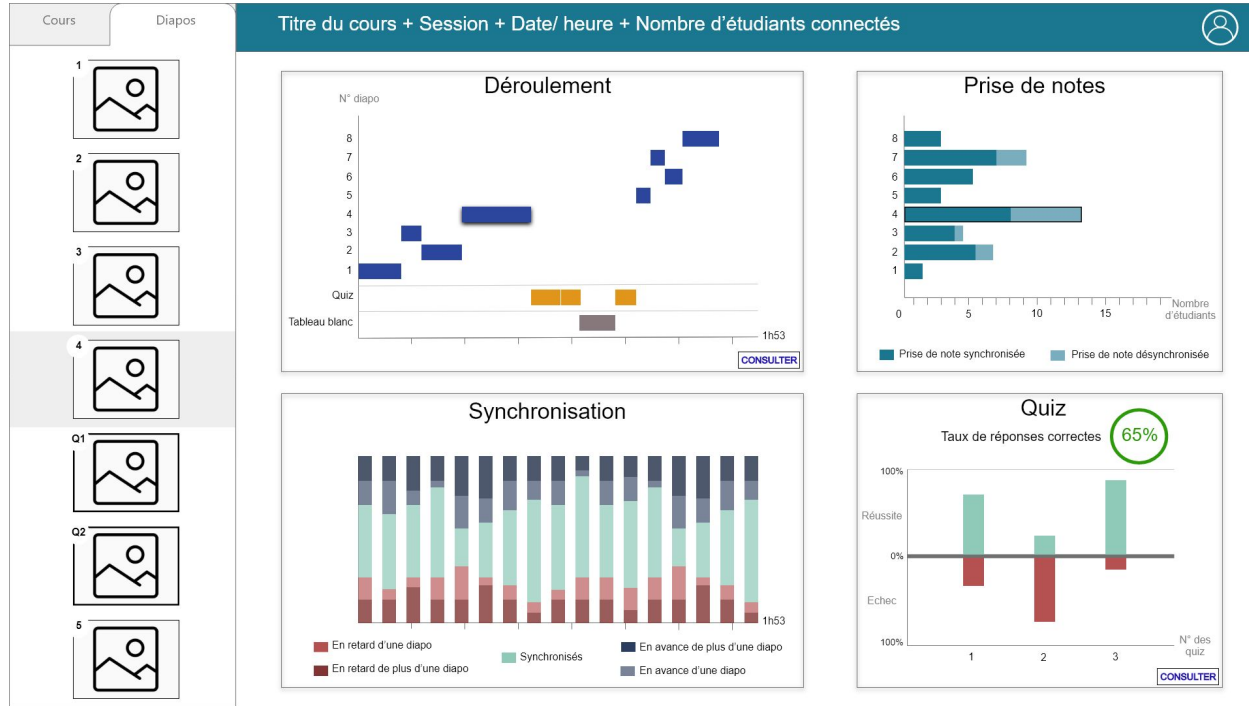 Cours
Diapos
Titre du cours + Session + Date/ heure + Nombre d'étudiants connectés
1
2
3
4
Q1
Q2
5
Déroulement
N° diapo
8
7
6
5
4
3
2
1
Quiz
Tableau blanc
1h53
CONSULTER
Prise de notes
8
7
6
5
4
3
2
1
0
5
10
15
Nombre
d'étudiants
Prise de note synchronisée
Prise de note désynchronisée
Synchronisation
1h53
En retard d'une diapo
En retard de plus d'une diapo
Synchronisés
En avance de plus d'une diapo
En avance d'une diapo
Quiz
Taux de réponses correctes
65%
100%
Réussite
0%
Echec
100%
1
2
3
N° des
quiz
CONSULTER